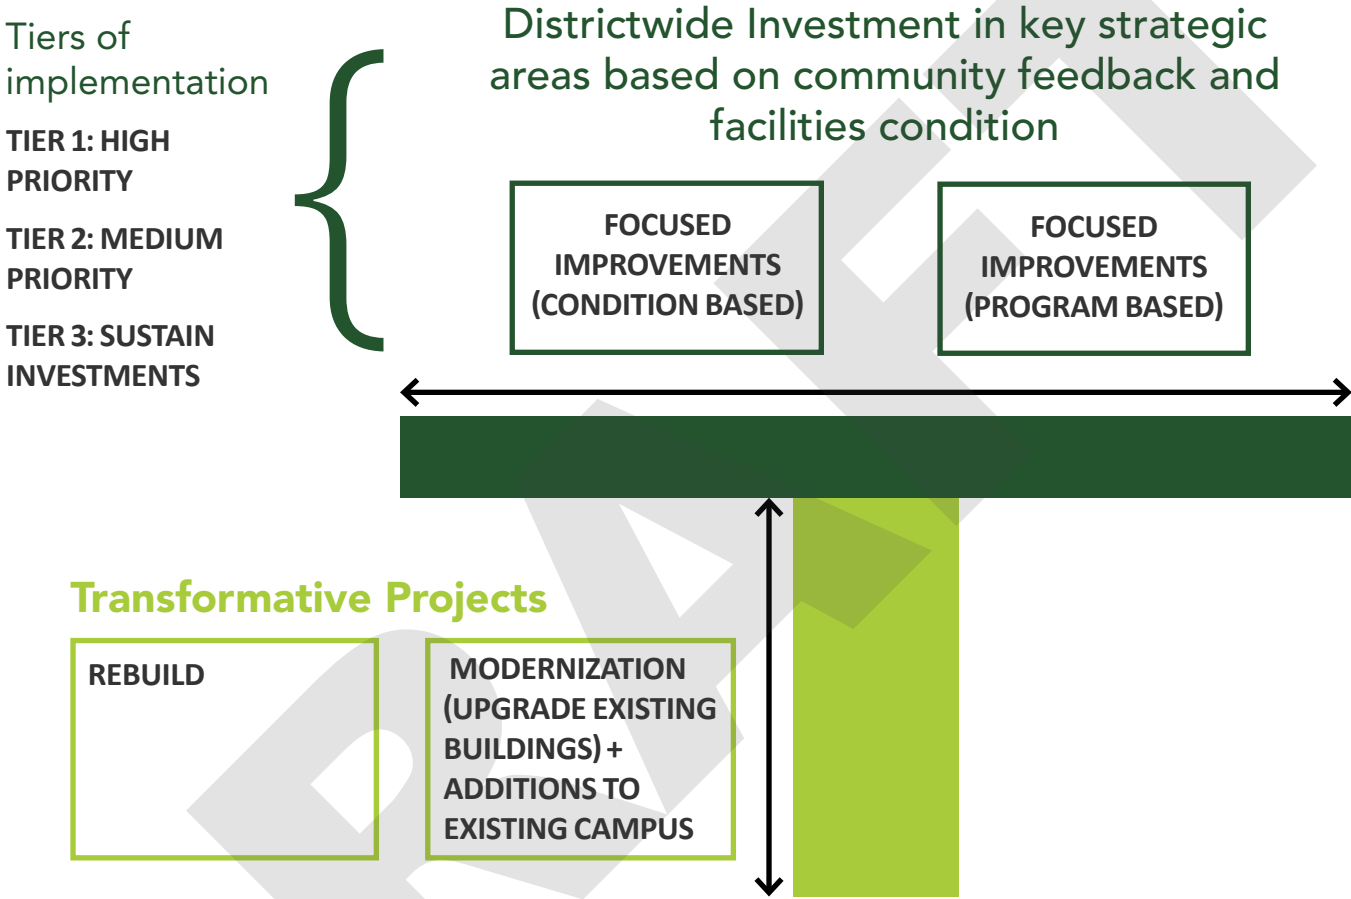 Tiers of
implementation
TIER 1: HIGH
PRIORITY
TIER 2: MEDIUM
PRIORITY
TIER 3: SUSTAIN
INVESTMENTS
Districtwide Investment in key strategic
areas based on community feedback and
facilities condition
FOCUSED
IMPROVEMENTS
(CONDITION BASED)
FOCUSED
IMPROVEMENTS
(PROGRAM BASED)
Transformative Projects
REBUILD
MODERNIZATION
(UPGRADE EXISTING
BUILDINGS) +
ADDITIONS TO
EXISTING CAMPUS
RAFT